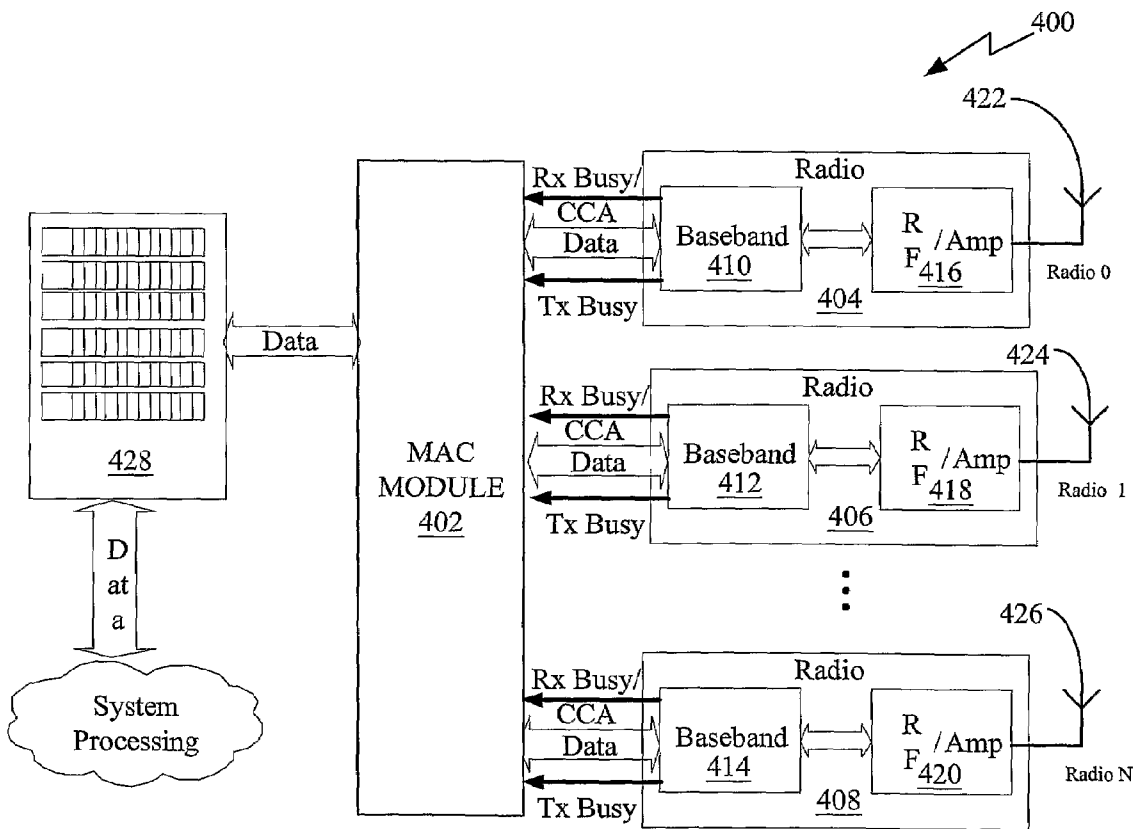 400
422
Radio
Rx Busy/
CCA
Data
Tx Busy
Baseband
410
R
F
/Amp
416
404
Radio 0
428
Data
Data
System
Processing
MAC
MODULE
402
424
Radio
Rx Busy/
CCA
Data
Tx Busy
Baseband
412
R
F
/Amp
418
406
Radio 1
426
Radio
Rx Busy/
CCA
Data
Tx Busy
Baseband
414
R
F
/Amp
420
408
Radio N